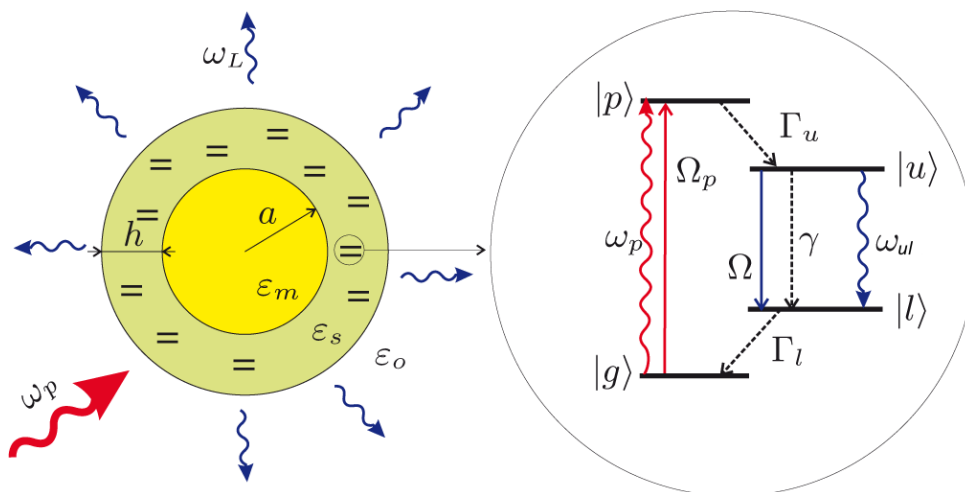 ω_L
a
h
ε_m
ε_s
ε_o
ω_p
|p⟩
Γ_u
|u⟩
Ω_p
ω_p
Ω
γ
ω_ul
|l⟩
Γ_l
|g⟩